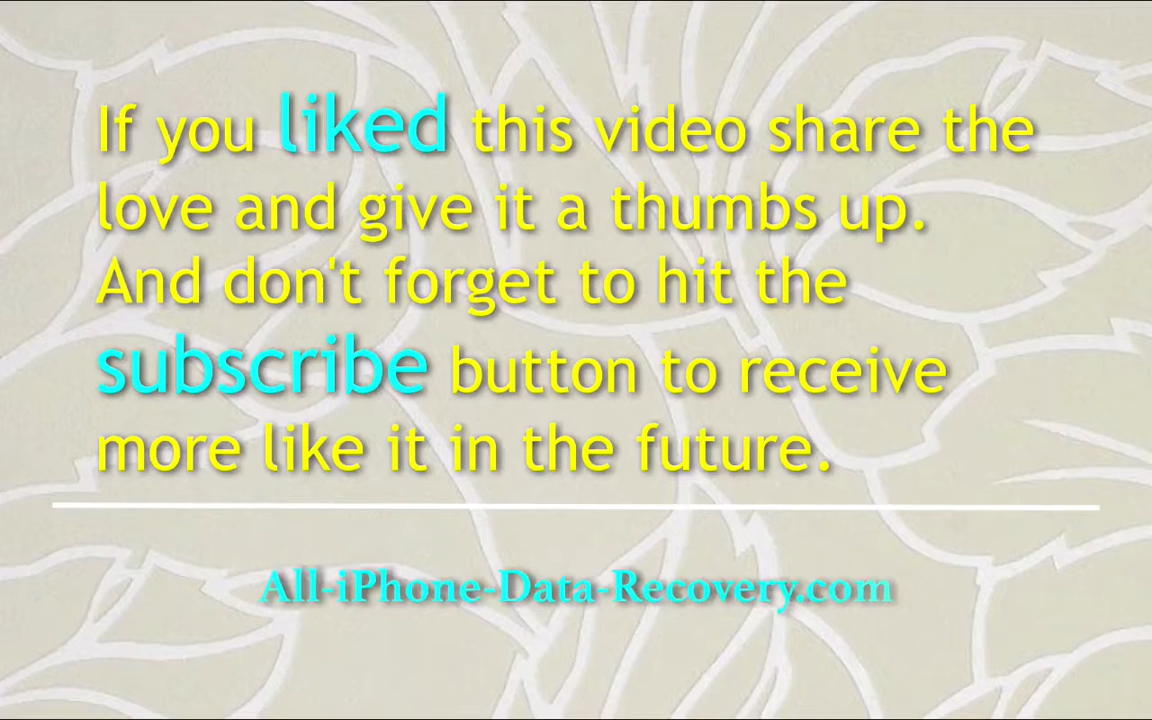 If you liked this video share the
love and give it a thumbs up.
And don't forget to hit the
subscribe button to receive
more like it in the future.
All-iPhone-Data-Recovery.com